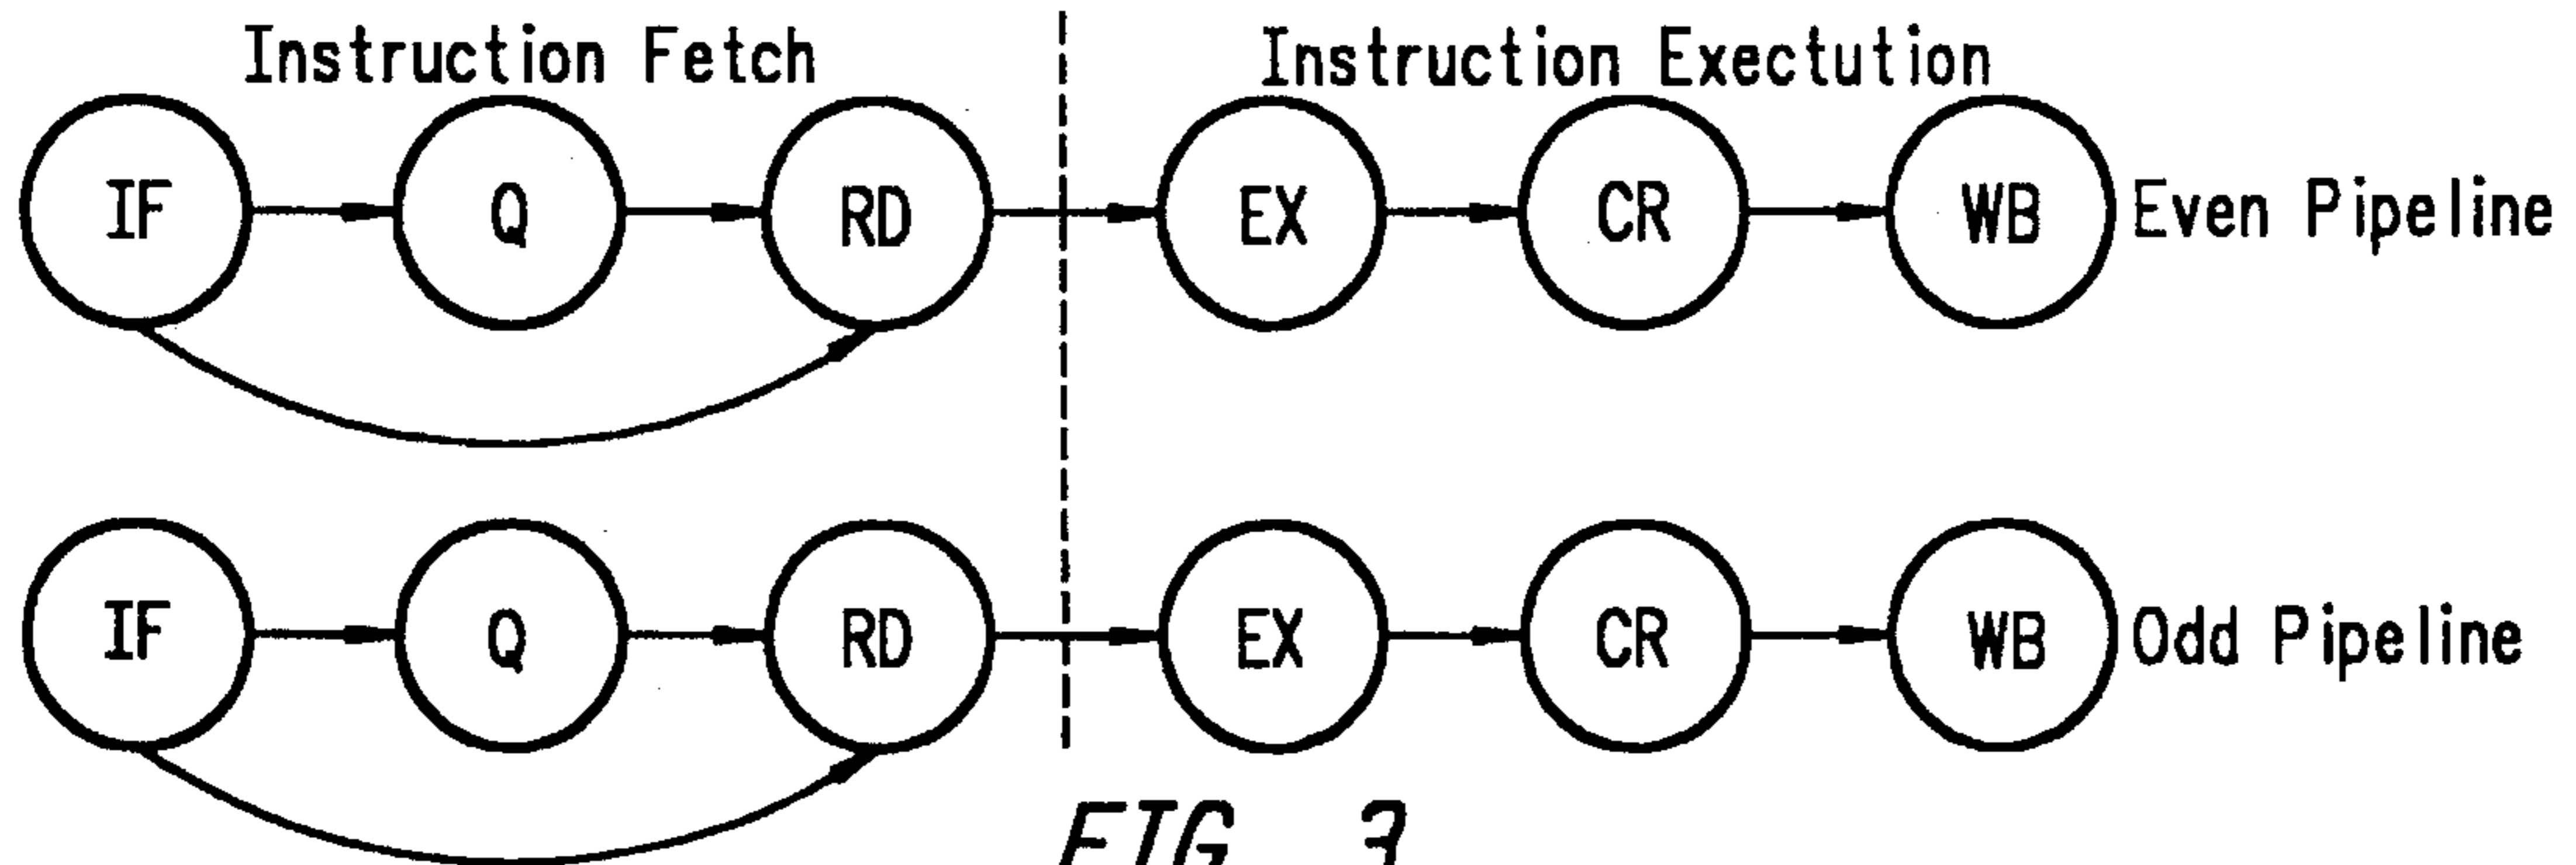 Instruction Fetch
Instruction Exectution
IF Q RD EX CR WB Even Pipeline
IF Q RD EX CR WB Odd Pipeline
FIG. 3